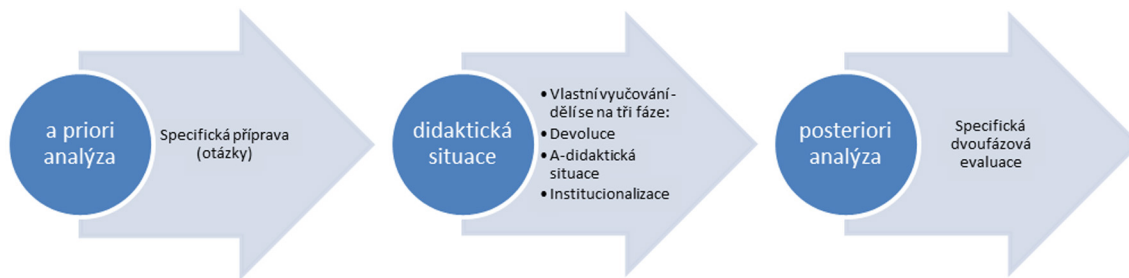 a priori
analýza
Specifická příprava
(otázky)
didaktická
situace
• Vlastní vyučování -
dělí se na tři fáze:
• Devoluce
• A-didaktická
situace
• Institucionalizace
posteriori
analýza
Specifická
dvoufázová
evaluace